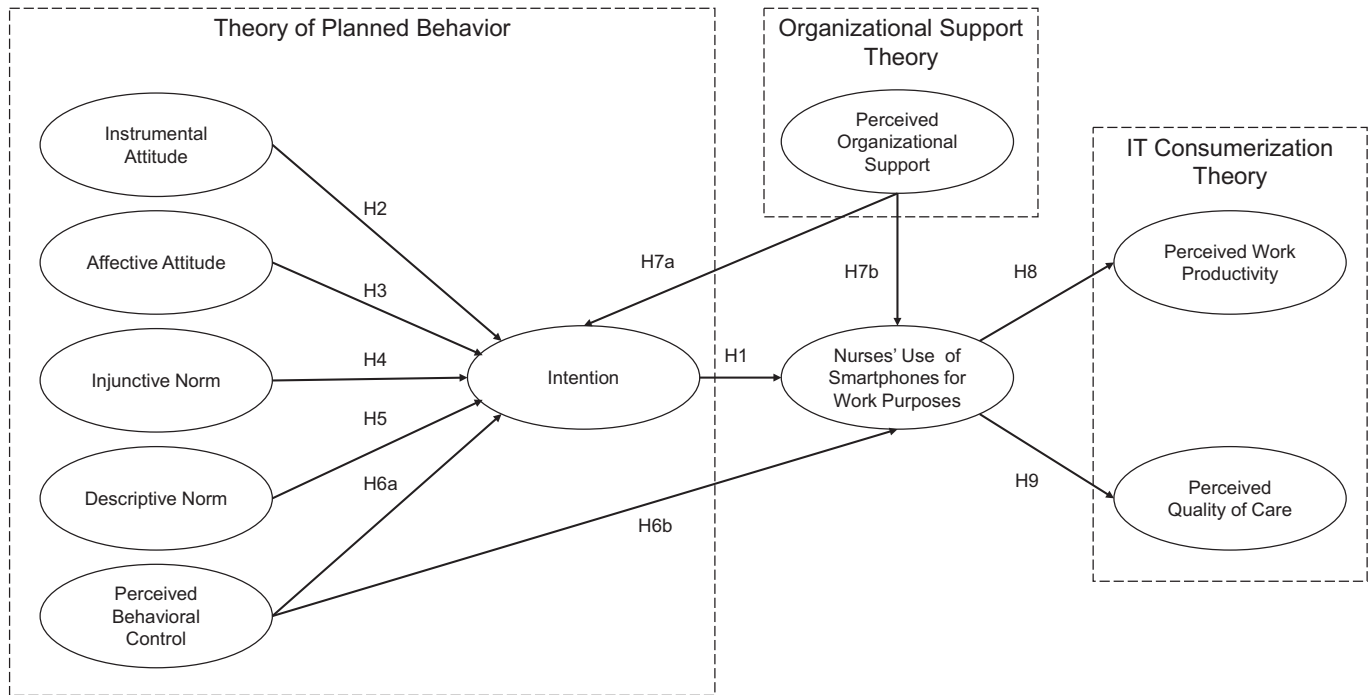 Theory of Planned Behavior
Organizational Support
Theory
IT Consumerization
Theory
Instrumental
Attitude
Affective Attitude
Injunctive Norm
Descriptive Norm
Perceived
Behavioral
Control
H2
H3
H4
H5
H6a
Intention
H7a
H1
H6b
Perceived
Organizational
Support
H7b
Nurses' Use of
Smartphones for
Work Purposes
H8
H9
Perceived Work
Productivity
Perceived
Quality of Care